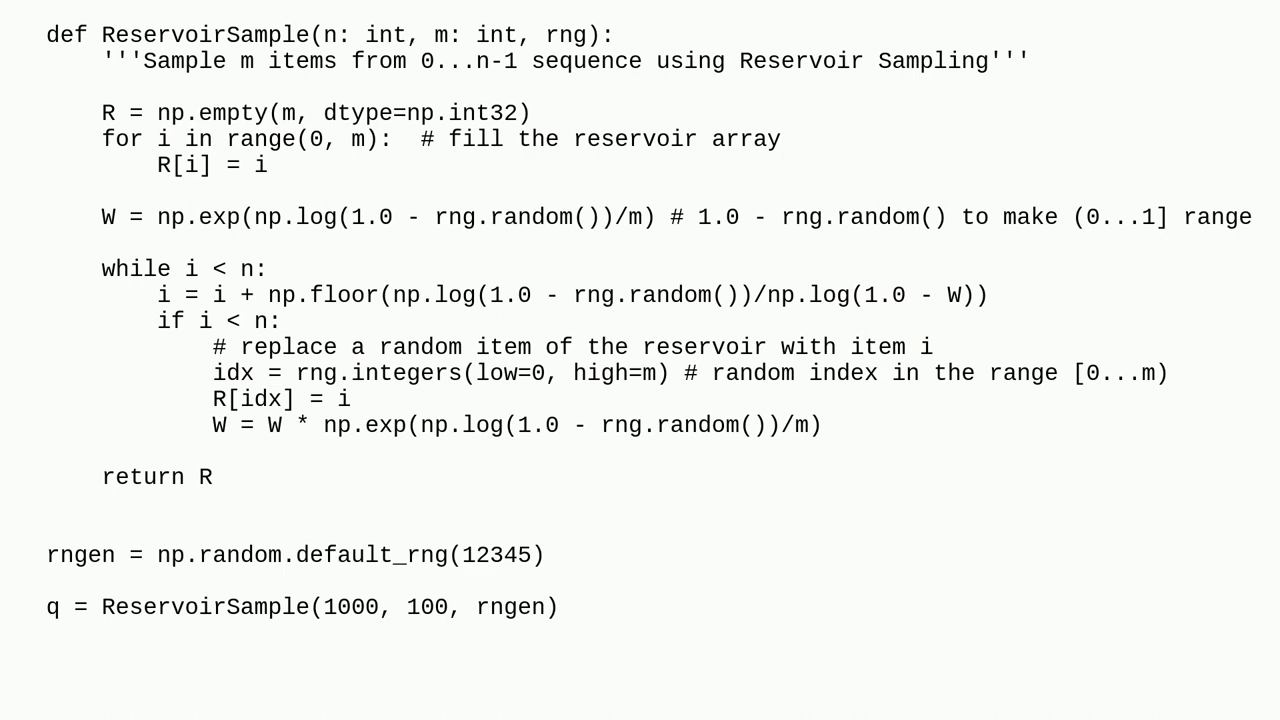 def ReservoirSample(n: int, m: int, rng):
    '''Sample m items from 0...n-1 sequence using Reservoir Sampling'''
    R = np.empty(m, dtype=np.int32)
    for i in range(0, m):  # fill the reservoir array
        R[i] = i
    W = np.exp(np.log(1.0 - rng.random())/m) # 1.0 - rng.random() to make (0...1] range
    while i < n:
        i = i + np.floor(np.log(1.0 - rng.random())/np.log(1.0 - W))
        if i < n:
            # replace a random item of the reservoir with item i
            idx = rng.integers(low=0, high=m) # random index in the range [0...m)
            R[idx] = i
            W = W * np.exp(np.log(1.0 - rng.random())/m)
    return R
rngen = np.random.default_rng(12345)
q = ReservoirSample(1000, 100, rngen)